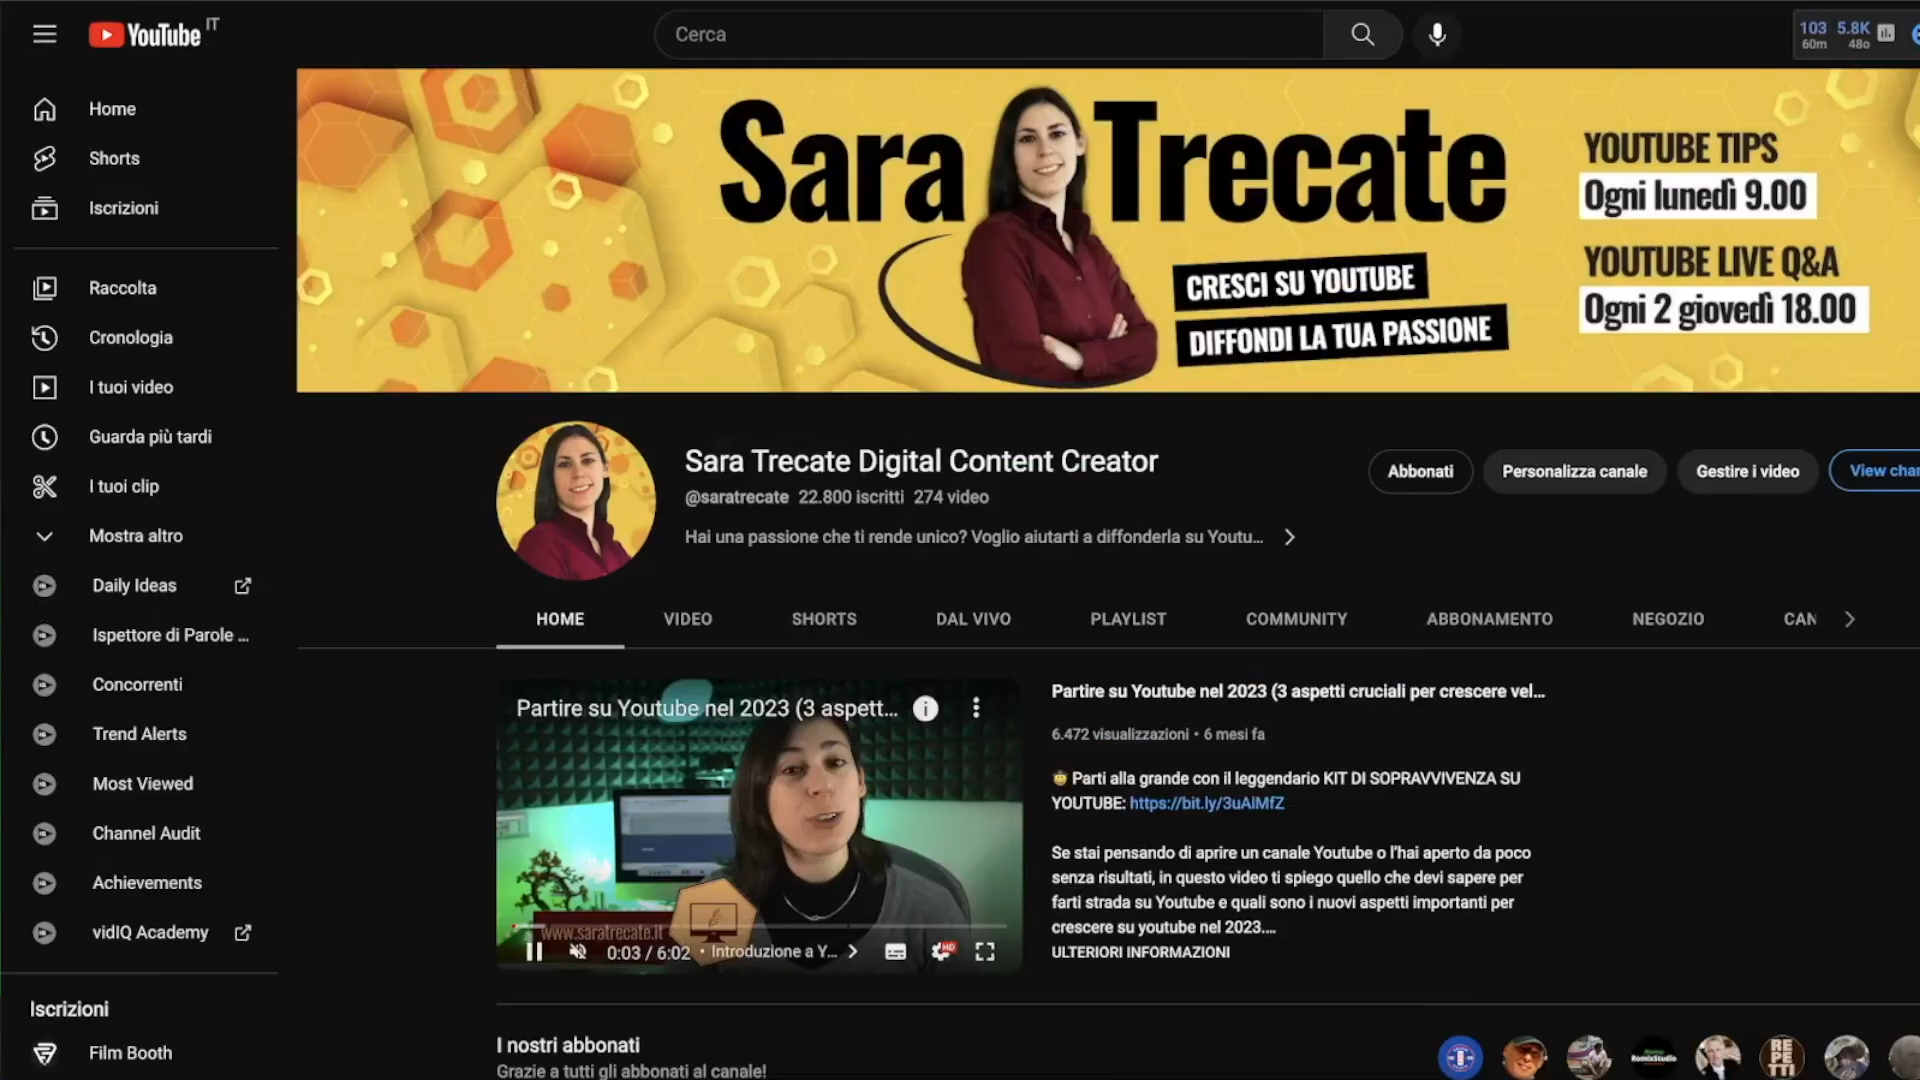 YouTube IT
Cerca
103 5.8K
60m 48o
Home
Shorts
Iscrizioni
Raccolta
Cronologia
I tuoi video
Guarda più tardi
I tuoi clip
Mostra altro
Daily Ideas
Ispettore di Parole ...
Concorrenti
Trend Alerts
Most Viewed
Channel Audit
Achievements
vidIQ Academy
Iscrizioni
Film Booth
Sara Trecate
CRESCI SU YOUTUBE
DIFFONDI LA TUA PASSIONE
YOUTUBE TIPS
Ogni lunedì 9.00
YOUTUBE LIVE Q&A
Ogni 2 giovedì 18.00
Sara Trecate Digital Content Creator
@saratrecate 22.800 iscritti 274 video
Hai una passione che ti rende unico? Voglio aiutarti a diffonderla su Youtu...
Abbonati
Personalizza canale
Gestire i video
View chan
HOME
VIDEO
SHORTS
DAL VIVO
PLAYLIST
COMMUNITY
ABBONAMENTO
NEGOZIO
CAN
Partire su Youtube nel 2023 (3 aspett...
www.saratrecate.it
0:03 / 6:02 • Introduzione a Y...
HD
Partire su Youtube nel 2023 (3 aspetti cruciali per crescere vel...
6.472 visualizzazioni • 6 mesi fa
Parti alla grande con il leggendario KIT DI SOPRAVVIVENZA SU
YOUTUBE: https://bit.ly/3uAlMfZ
Se stai pensando di aprire un canale Youtube o l'hai aperto da poco
senza risultati, in questo video ti spiego quello che devi sapere per
farti strada su Youtube e quali sono i nuovi aspetti importanti per
crescere su youtube nel 2023....
ULTERIORI INFORMAZIONI
I nostri abbonati
Grazie a tutti gli abbonati al canale!
RomixStudio
RE
PE
TTI